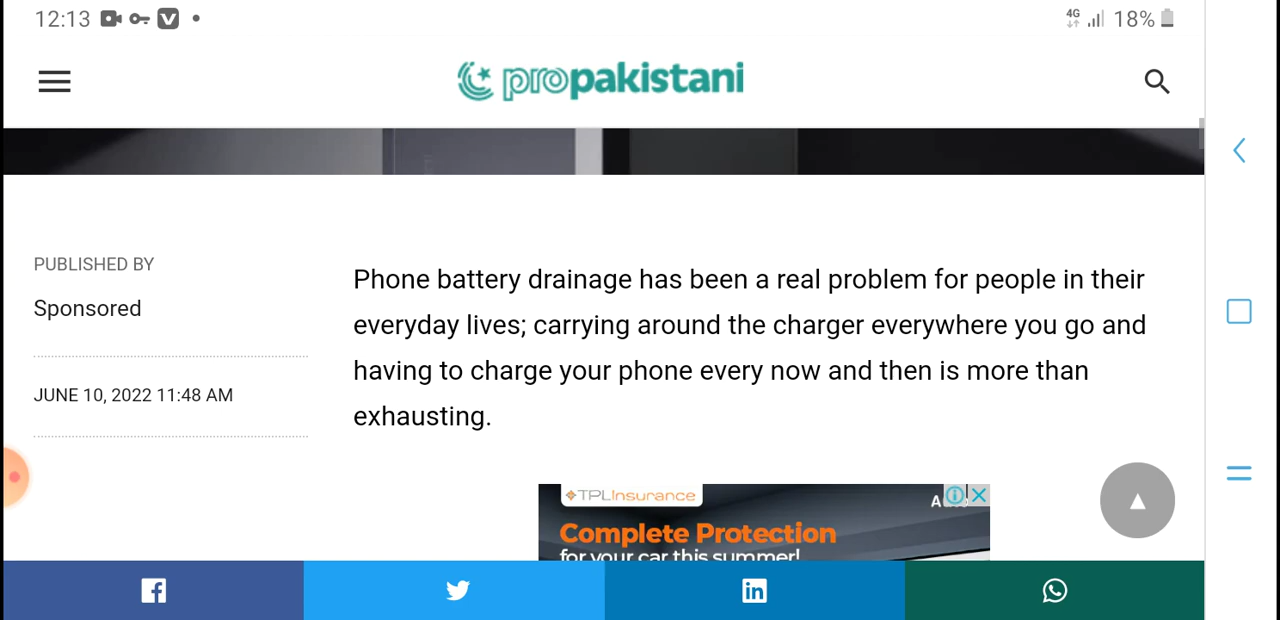 12:13
4G
18%
propakistani
PUBLISHED BY
Sponsored
JUNE 10, 2022 11:48 AM
Phone battery drainage has been a real problem for people in their
everyday lives; carrying around the charger everywhere you go and
having to charge your phone every now and then is more than
exhausting.
TPLInsurance
Complete Protection
for your car this summer!